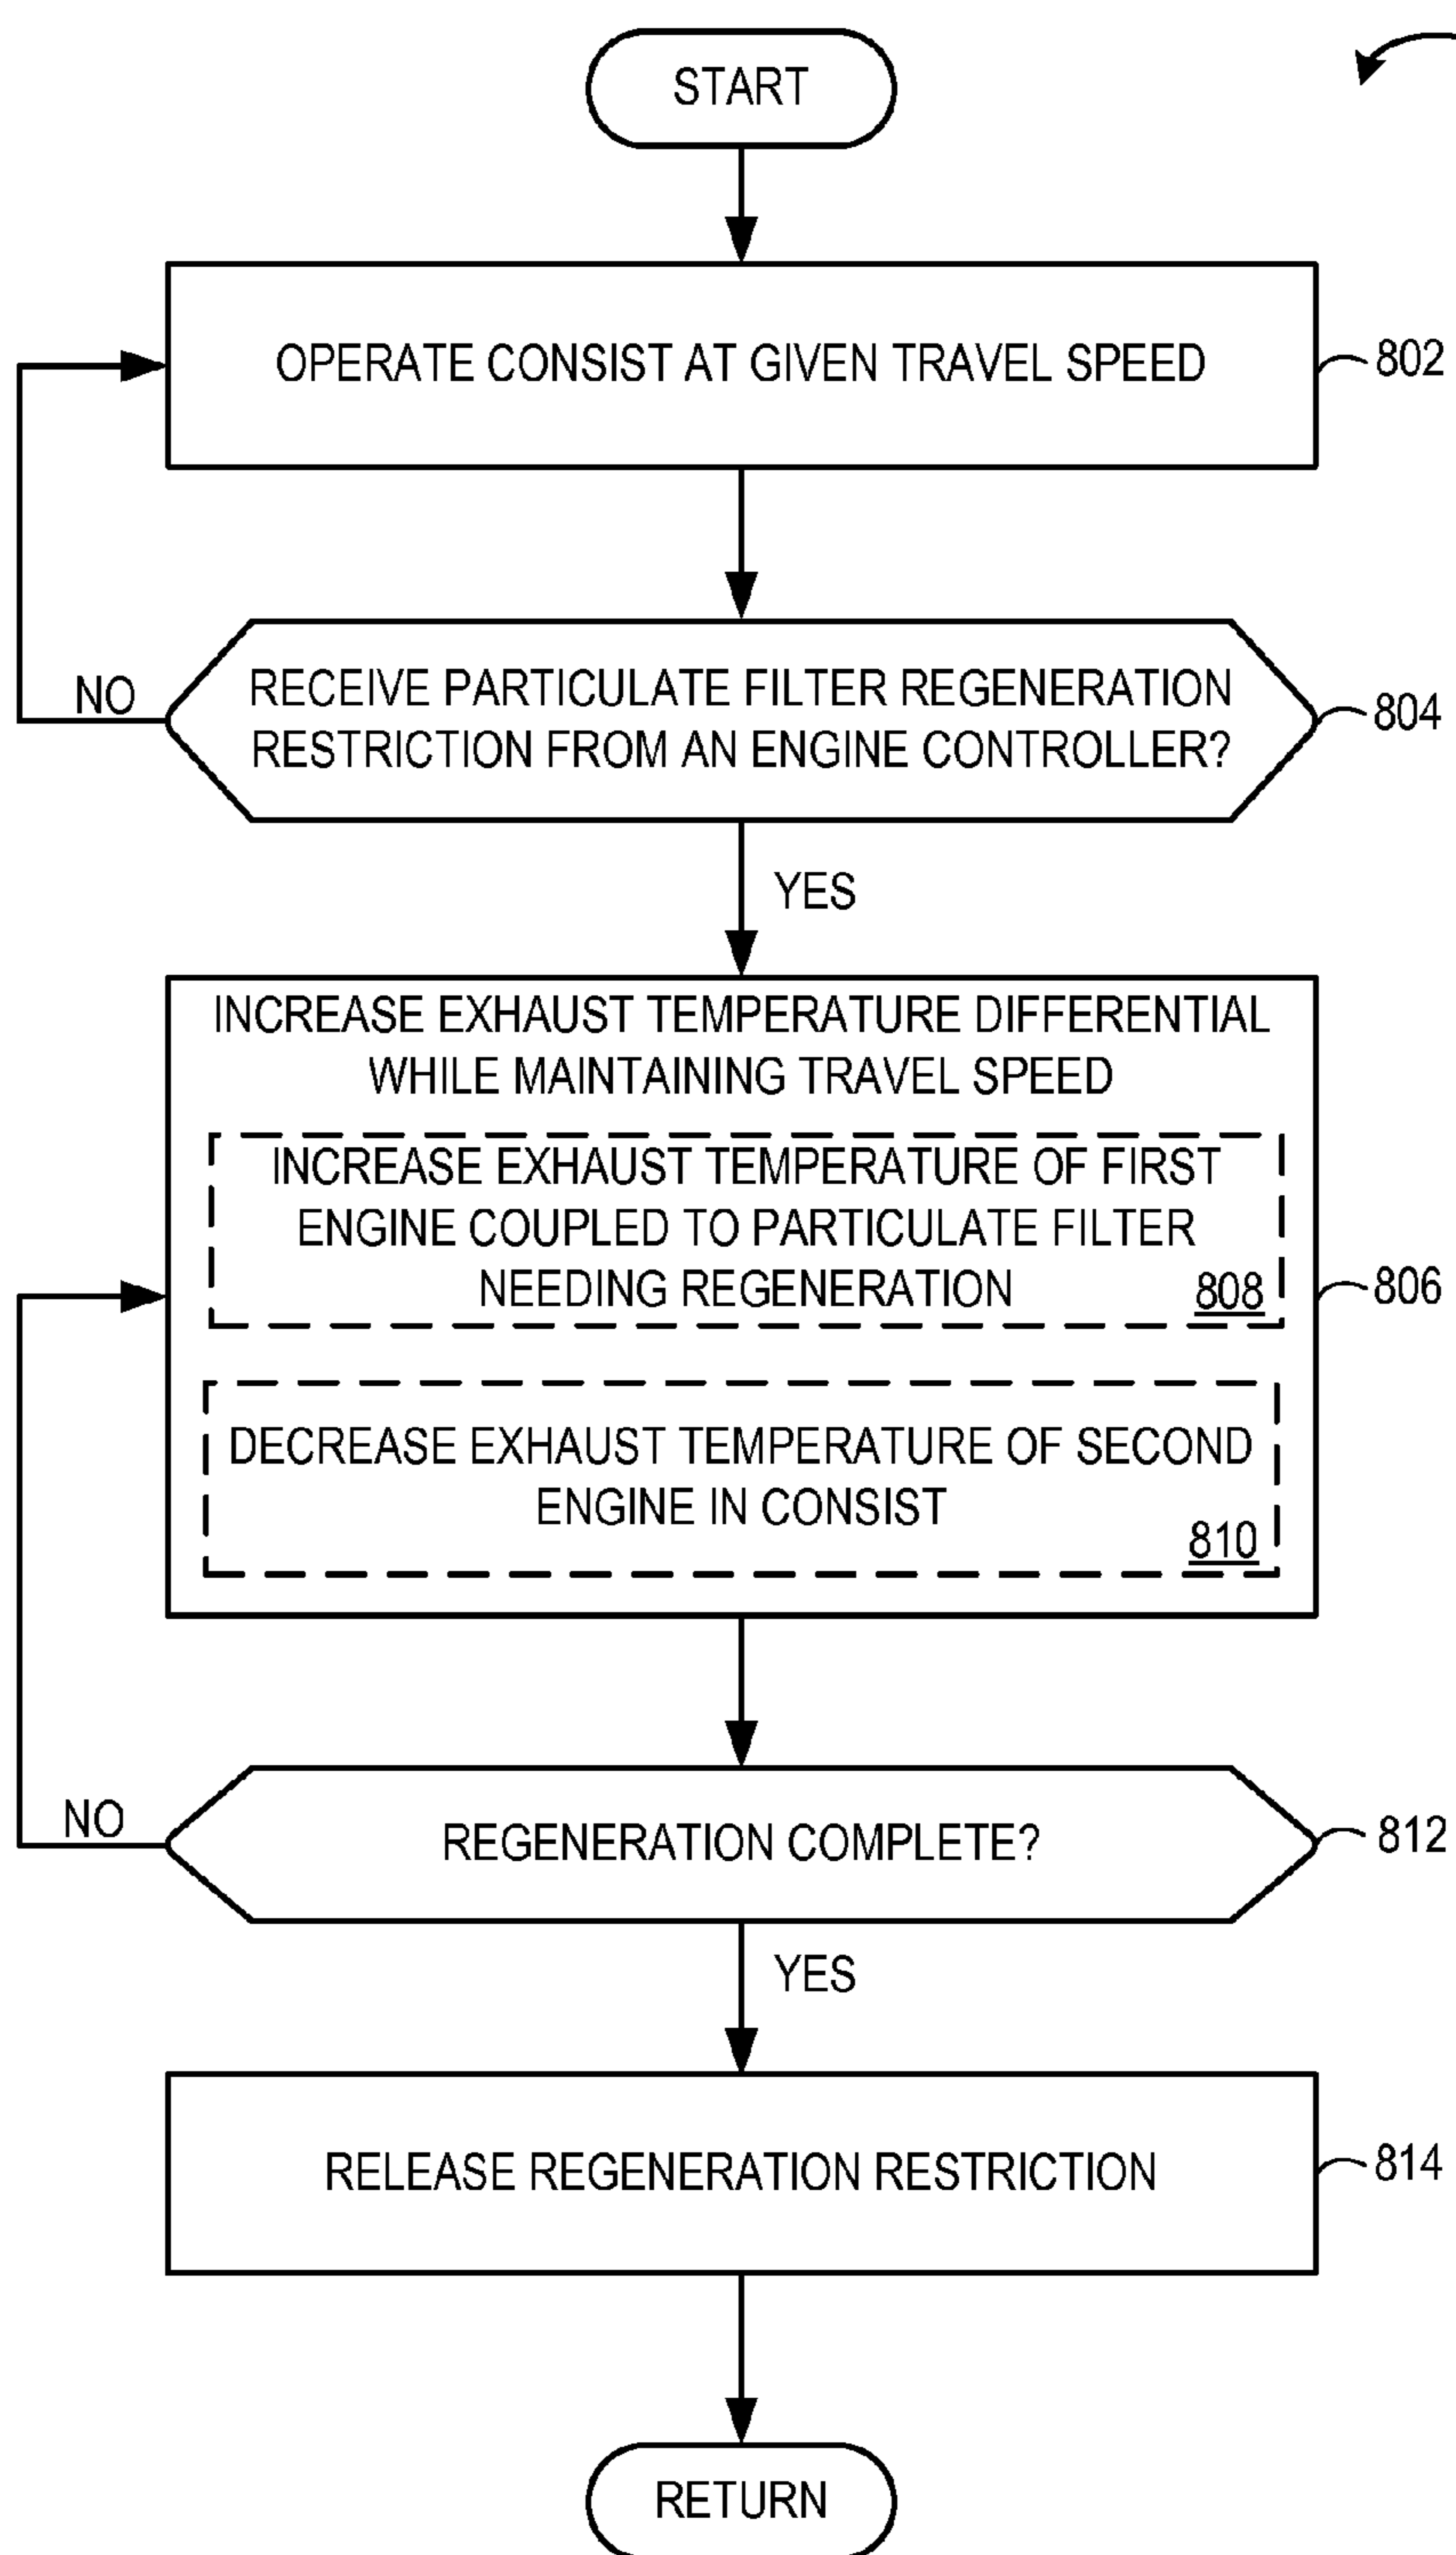 START
OPERATE CONSIST AT GIVEN TRAVEL SPEED
802
RECEIVE PARTICULATE FILTER REGENERATION
RESTRICTION FROM AN ENGINE CONTROLLER?
804
NO
YES
INCREASE EXHAUST TEMPERATURE DIFFERENTIAL
WHILE MAINTAINING TRAVEL SPEED
INCREASE EXHAUST TEMPERATURE OF FIRST
ENGINE COUPLED TO PARTICULATE FILTER
NEEDING REGENERATION
808
806
DECREASE EXHAUST TEMPERATURE OF SECOND
ENGINE IN CONSIST
810
NO
REGENERATION COMPLETE?
812
YES
RELEASE REGENERATION RESTRICTION
814
RETURN